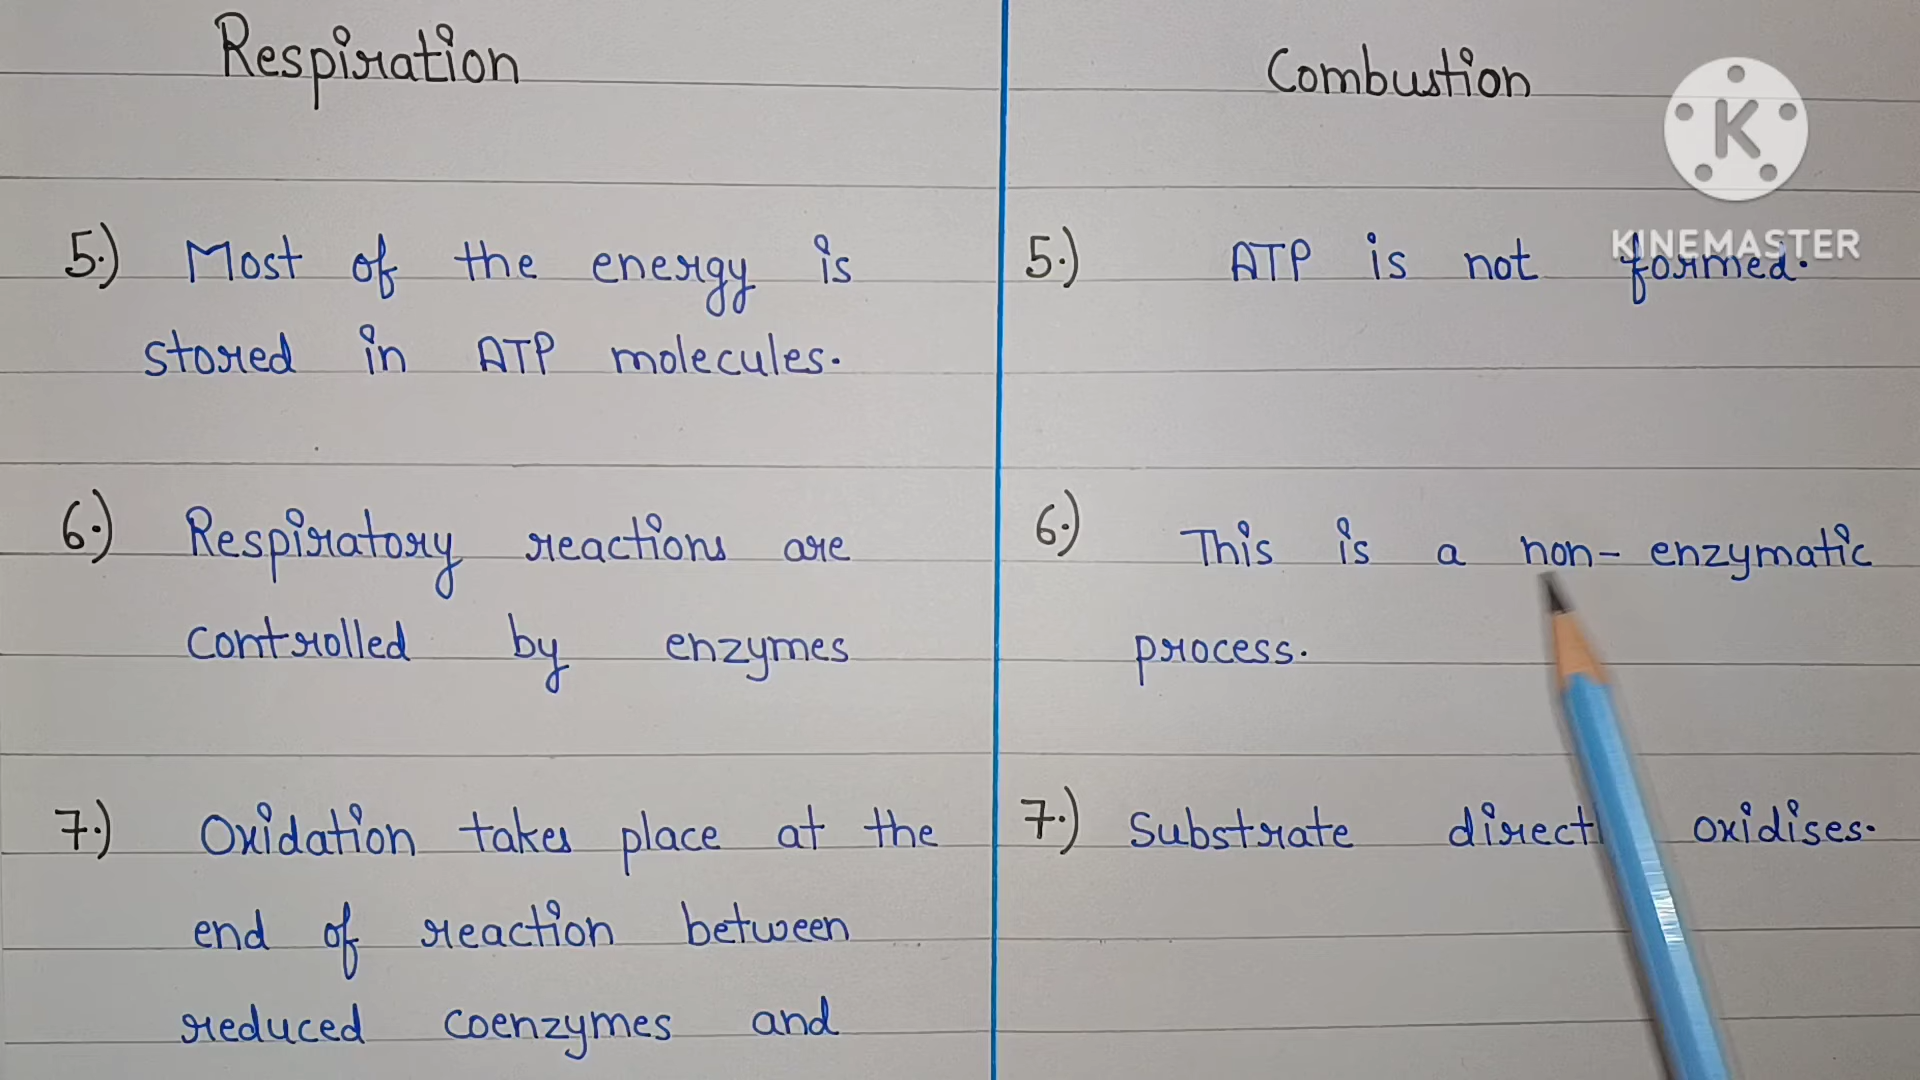 Respiration
Combustion
K
KINEMASTER
5.) Most of the energy is
stored in ATP molecules.
5.) ATP is not formed.
6.) Respiratory reactions are
controlled by enzymes
6.) This is a non- enzymatic
process.
7.) Oxidation takes place at the
end of reaction between
reduced coenzymes and
7.) Substrate oxidises.